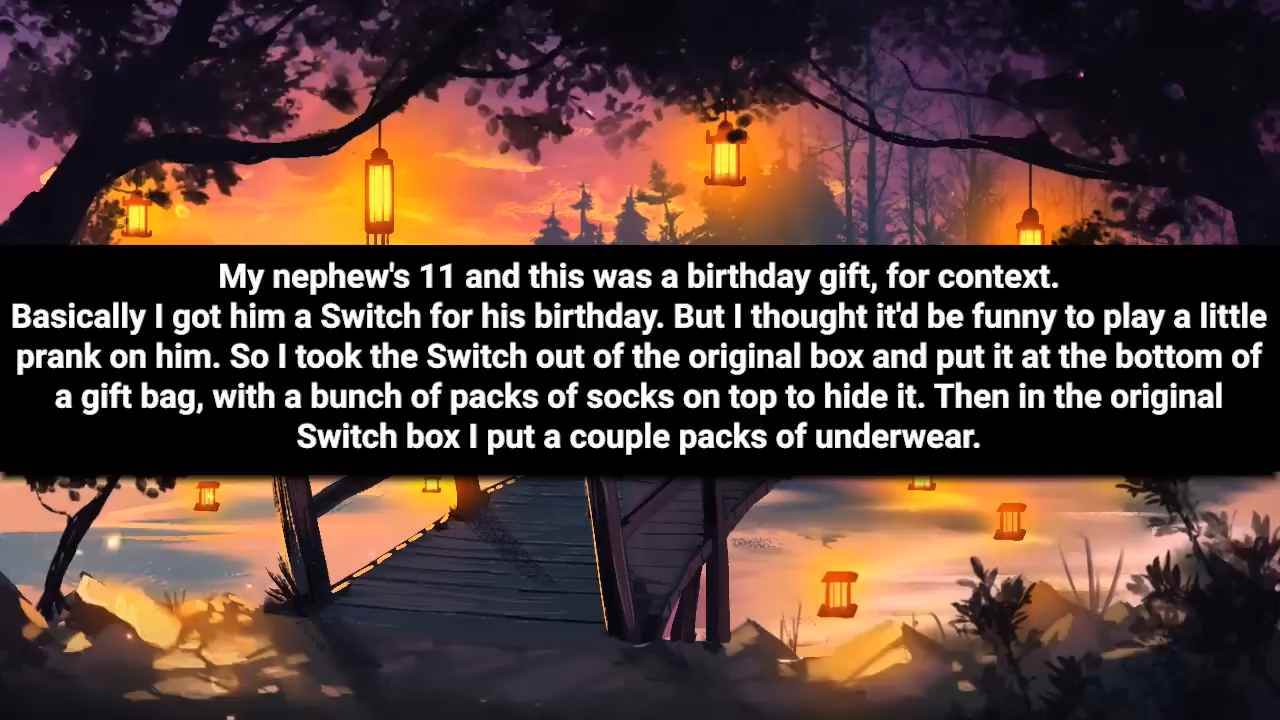 My nephew's 11 and this was a birthday gift, for context.
Basically I got him a Switch for his birthday. But I thought it'd be funny to play a little
prank on him. So I took the Switch out of the original box and put it at the bottom of
a gift bag, with a bunch of packs of socks on top to hide it. Then in the original
Switch box I put a couple packs of underwear.